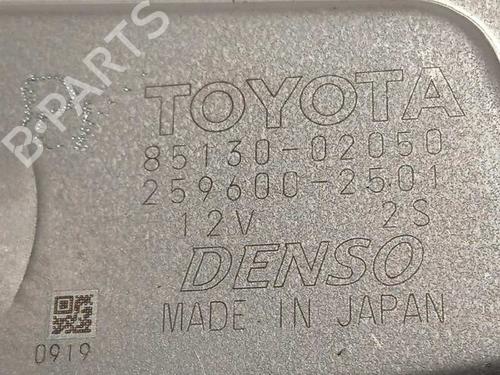 B-PARTS
TOYOTA
85130-02050
259600-2501
12V 2S
DENSO
MADE IN JAPAN
0919